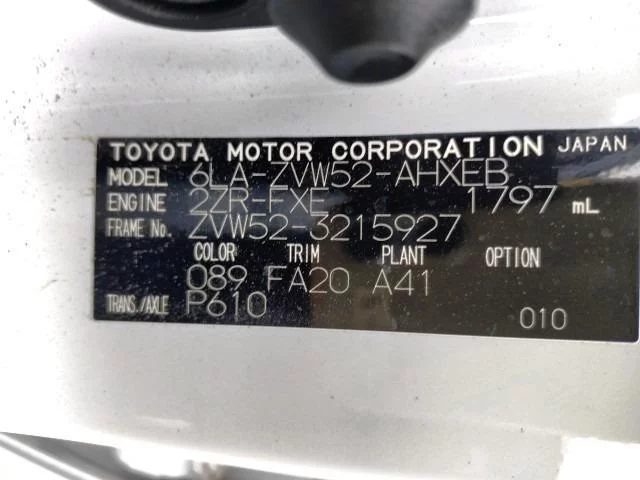 TOYOTA MOTOR CORPORATION JAPAN
MODEL 6LA-ZVW52-AHXEB
ENGINE 2ZR-FXE 1797 mL
FRAME No. ZVW52-3215927
COLOR TRIM PLANT OPTION
089 FA20 A41
TRANS./AXLE P610
010